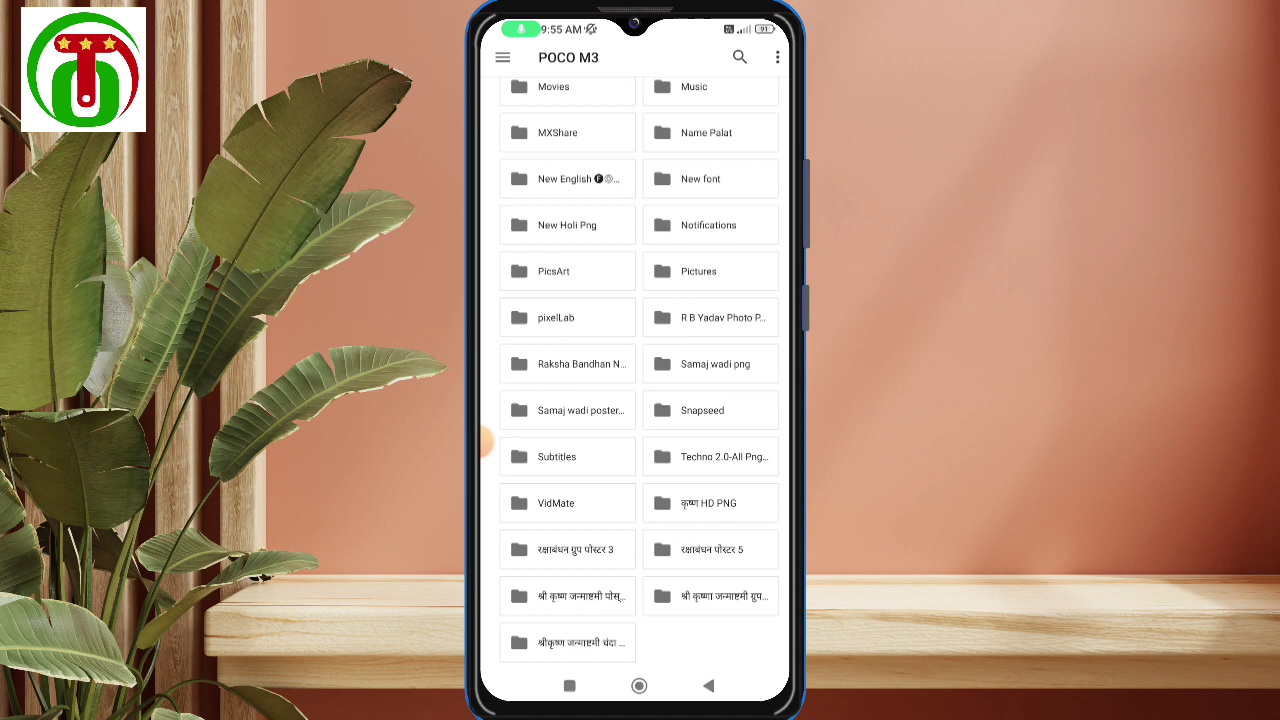 9:55 AM
91
POCO M3
Movies
Music
MXShare
Name Palat
New English 🅕◎...
New font
New Holi Png
Notifications
PicsArt
Pictures
pixelLab
R B Yadav Photo P...
Raksha Bandhan N...
Samaj wadi png
Samaj wadi poster...
Snapseed
Subtitles
Techno 2.0-All Png...
VidMate
कृष्ण HD PNG
रक्षाबंधन ग्रुप पोस्टर 3
रक्षाबंधन पोस्टर 5
श्री कृष्ण जन्माष्टमी पोस्...
श्री कृष्णा जन्माष्टमी ग्रुप...
श्रीकृष्ण जन्माष्टमी चंदा ...